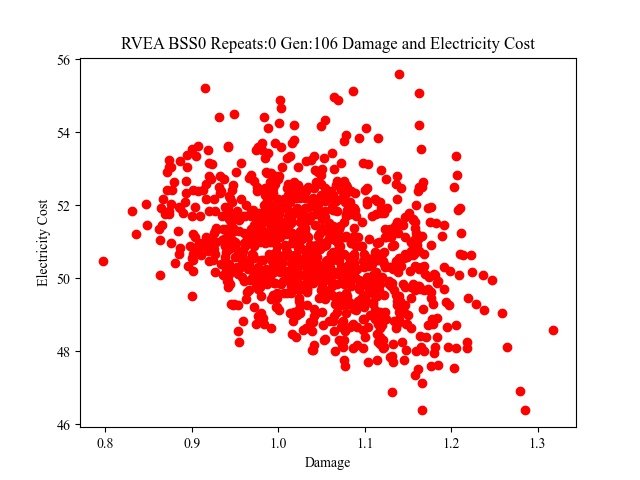 RVEA BSS0 Repeats:0 Gen:106 Damage and Electricity Cost
Electricity Cost
56
54
52
50
48
46
0.8 0.9 1.0 1.1 1.2 1.3
Damage